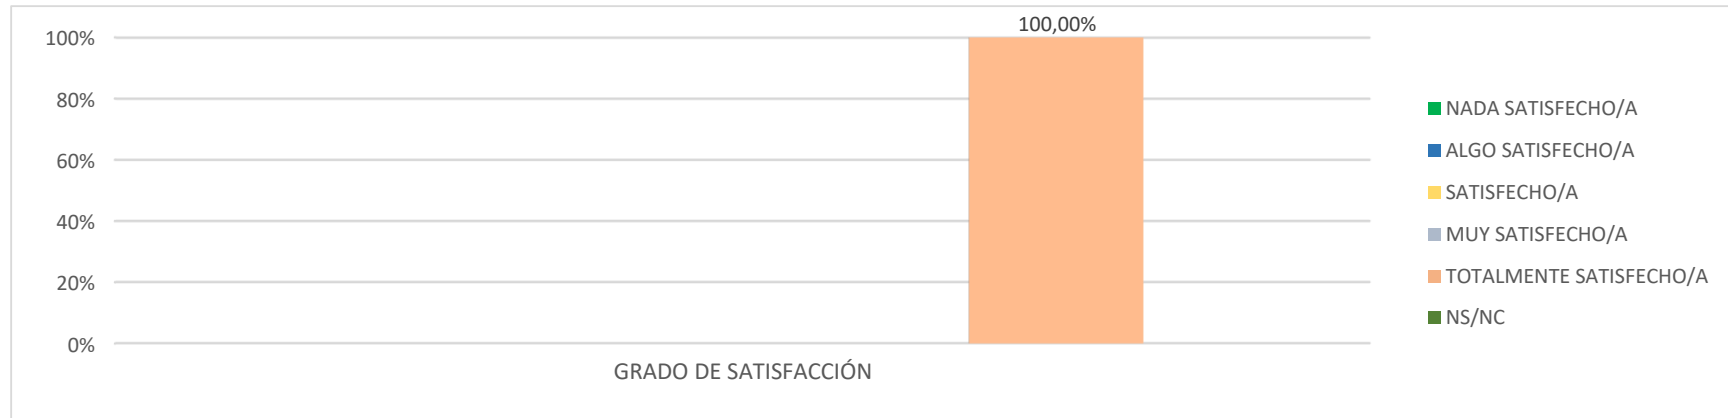 100,00%
100%
80%
60%
40%
20%
0%
GRADO DE SATISFACCIÓN
NADA SATISFECHO/A
ALGO SATISFECHO/A
SATISFECHO/A
MUY SATISFECHO/A
TOTALMENTE SATISFECHO/A
NS/NC